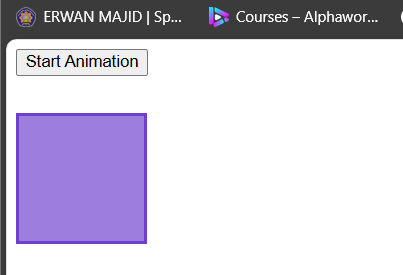 ERWAN MAJID | Sp... Courses – Alphawor...
Start Animation